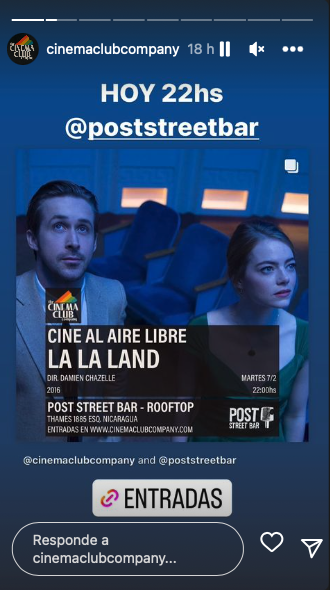 cinemaclubcompany 18 h
HOY 22hs
@poststreetbar
the
CINEMA
CLUB
company
CINE AL AIRE LIBRE
LA LA LAND
DIR. DAMIEN CHAZELLE
MARTES 7/2
2016
22:00hs
POST STREET BAR - ROOFTOP
THAMES 1885 ESQ. NICARAGUA
ENTRADAS EN WWW.CINEMACLUBCOMPANY.COM
POST
STREET BAR
@cinemaclubcompany and @poststreetbar
ENTRADAS
Responde a
cinemaclubcompany...